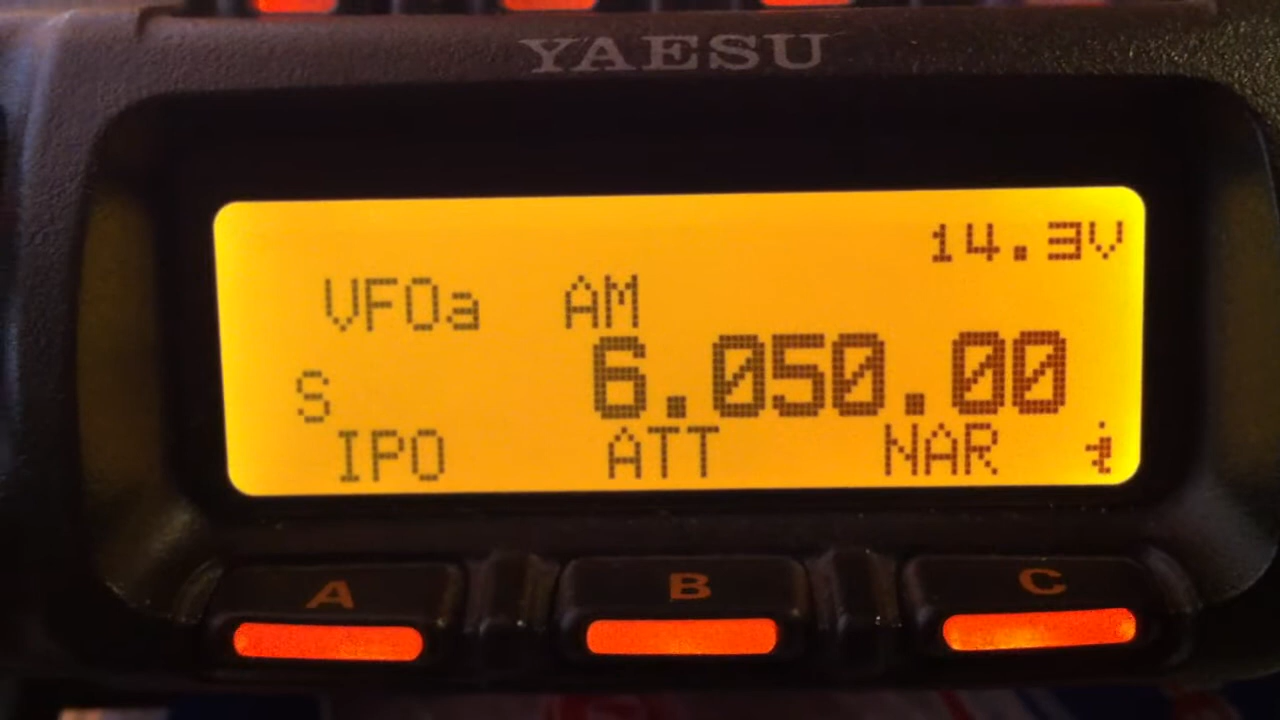 YAESU
14.3V
VFOa AM
6.050.00
S
IPO ATT NAR
A B C